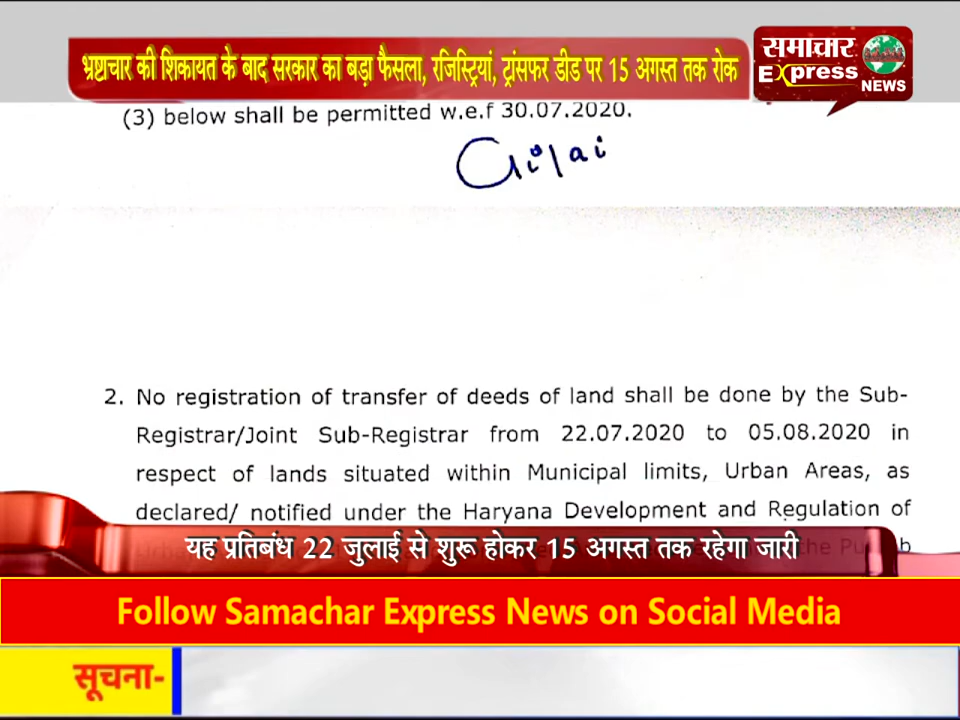 भ्रष्टाचार की शिकायत के बाद सरकार का बड़ा फैसला, रजिस्ट्रियां, ट्रांसफर डीड पर 15 अगस्त तक रोक
समाचार
Express
NEWS
(3) below shall be permitted w.e.f 30.07.2020.
2. No registration of transfer of deeds of land shall be done by the Sub-
Registrar/Joint Sub-Registrar from 22.07.2020 to 05.08.2020 in
respect of lands situated within Municipal limits, Urban Areas, as
declared/ notified under the Haryana Development and Regulation of
यह प्रतिबंध 22 जुलाई से शुरू होकर 15 अगस्त तक रहेगा जारी
Follow Samachar Express News on Social Media
सूचना-